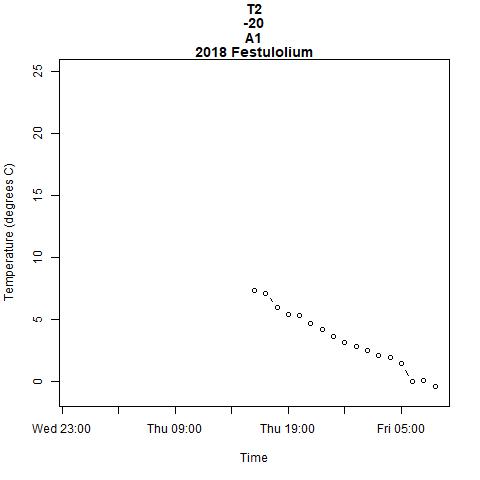 T2
-20
A1
2018 Festulolium
Temperature (degrees C)
25
20
15
10
5
0
Wed 23:00
Thu 09:00
Thu 19:00
Fri 05:00
Time